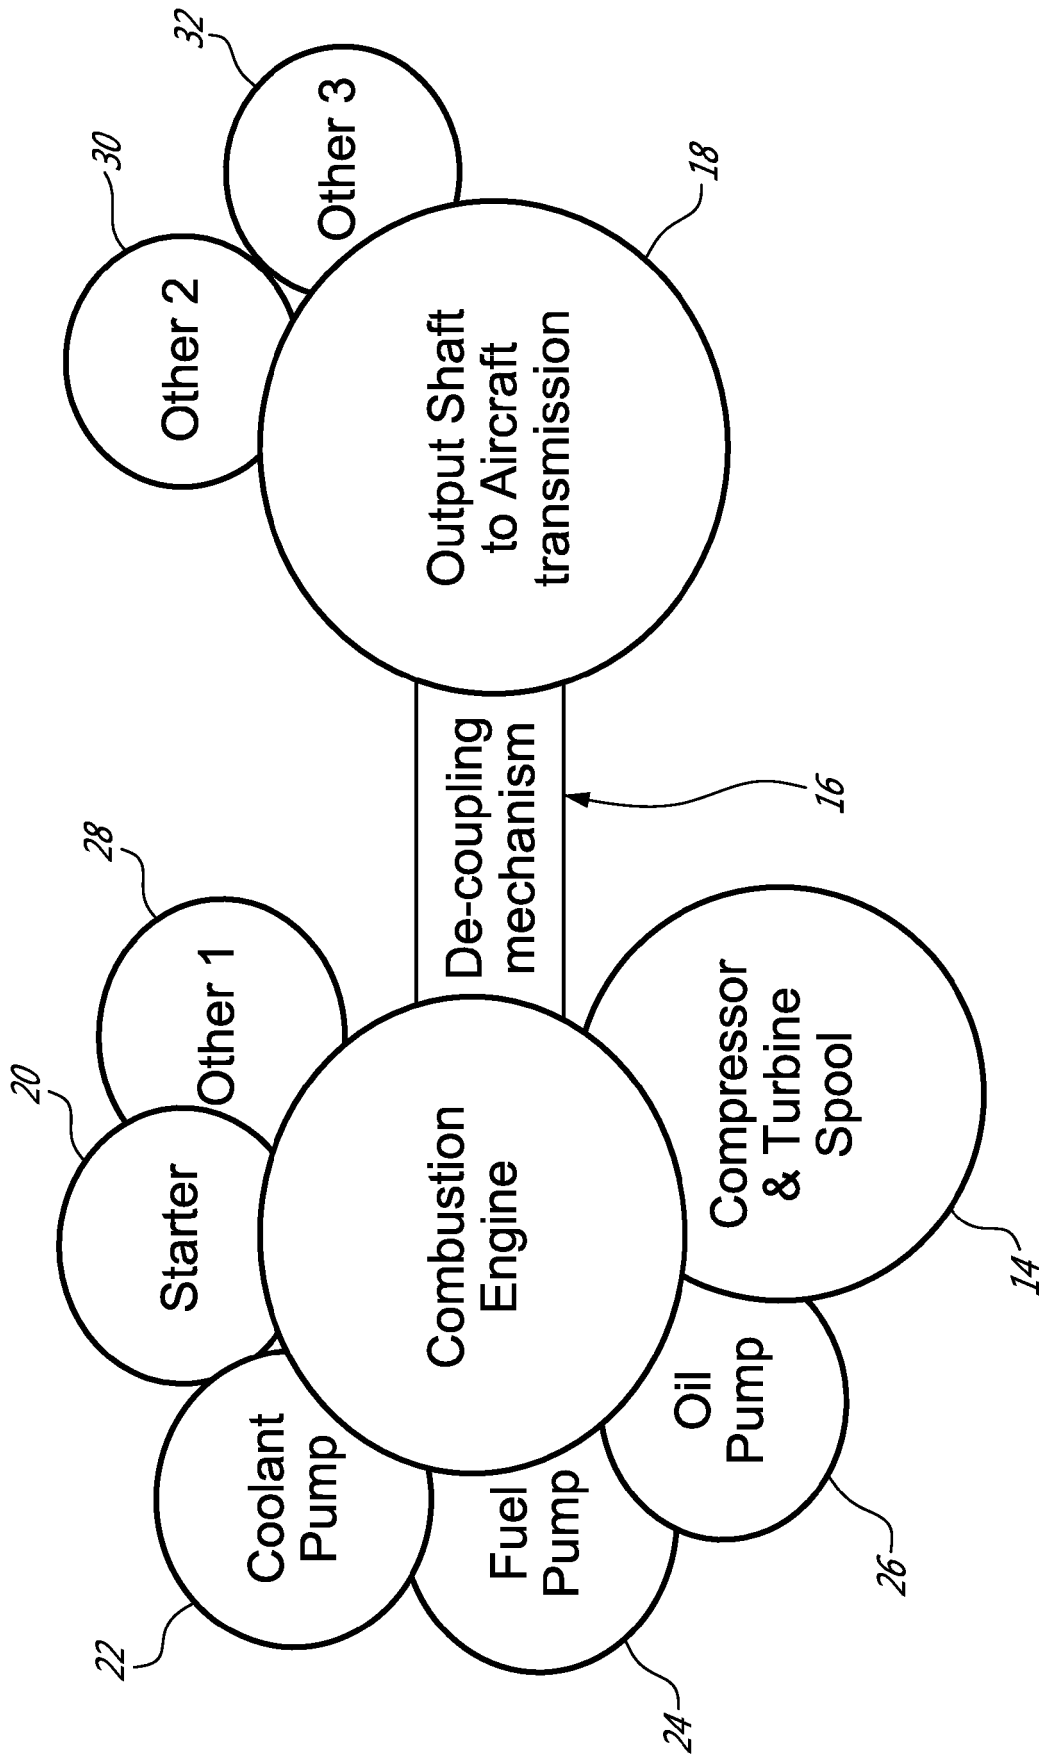 22
Coolant
Pump
20
Starter
28
Other 1
24
Fuel
Pump
Combustion
Engine
26
Oil
Pump
14
Compressor
& Turbine
Spool
De-coupling
mechanism
16
30
Other 2
32
Other 3
Output Shaft
to Aircraft
transmission
18